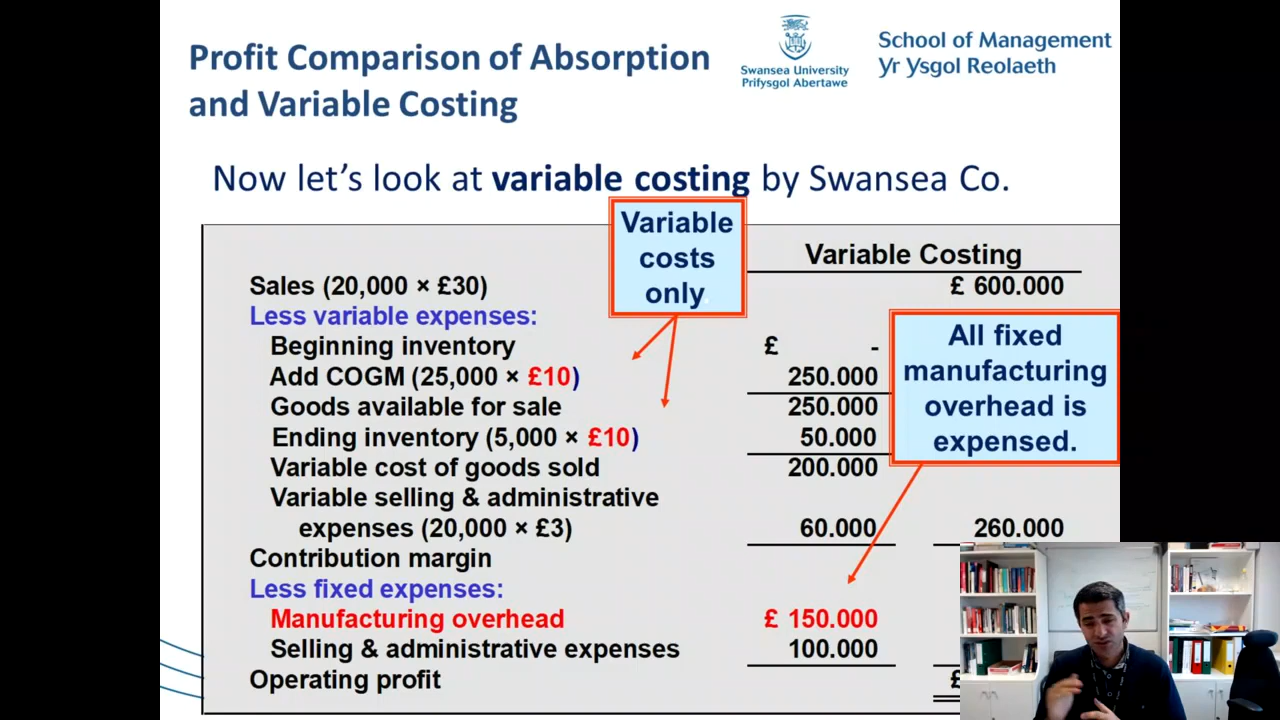 Profit Comparison of Absorption
and Variable Costing
Swansea University
Prifysgol Abertawe
School of Management
Yr Ysgol Reolaeth
Now let's look at variable costing by Swansea Co.
Variable
costs
only.
Variable Costing
Sales (20,000 × £30) £ 600.000
Less variable expenses:
Beginning inventory £ -
Add COGM (25,000 × £10) 250.000
Goods available for sale 250.000
Ending inventory (5,000 × £10) 50.000
Variable cost of goods sold 200.000
Variable selling & administrative
expenses (20,000 × £3) 60.000 260.000
All fixed
manufacturing
overhead is
expensed.
Contribution margin
Less fixed expenses:
Manufacturing overhead £ 150.000
Selling & administrative expenses 100.000
Operating profit £